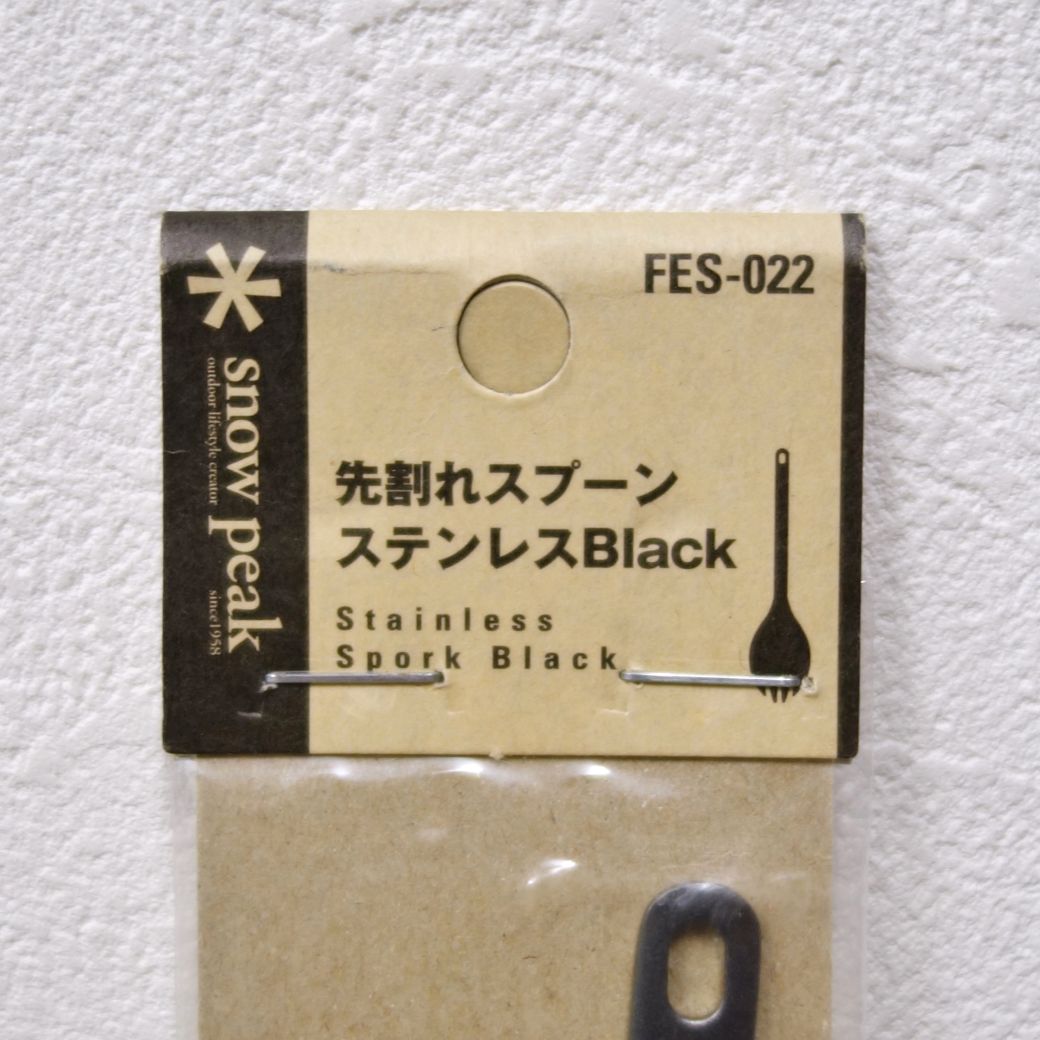 snow peak
outdoor lifestyle creator
since1958
FES-022
先割れスプーン
ステンレスBlack
Stainless
Spork Black